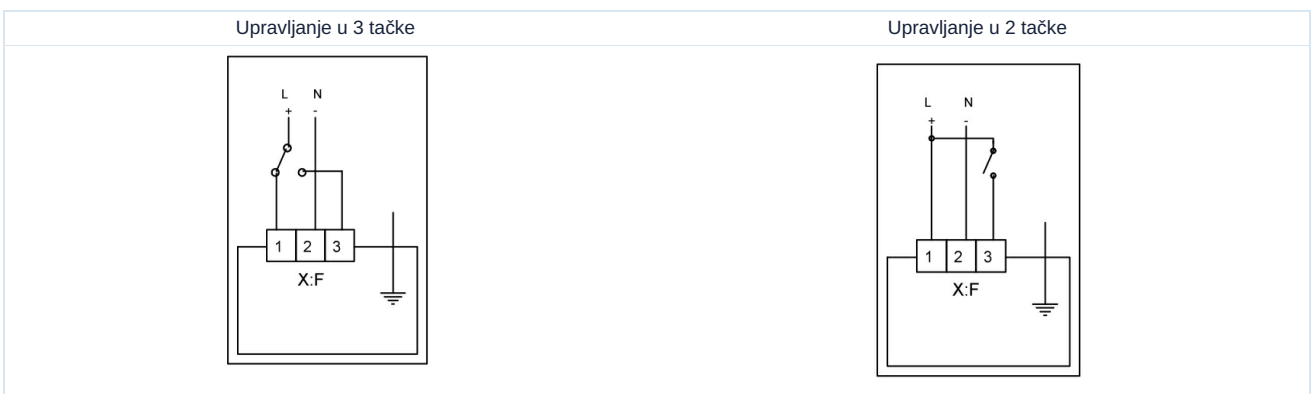 Upravljanje u 3 tačke
L N
+ -
1 2 3
X:F
Upravljanje u 2 tačke
L N
+ -
1 2 3
X:F